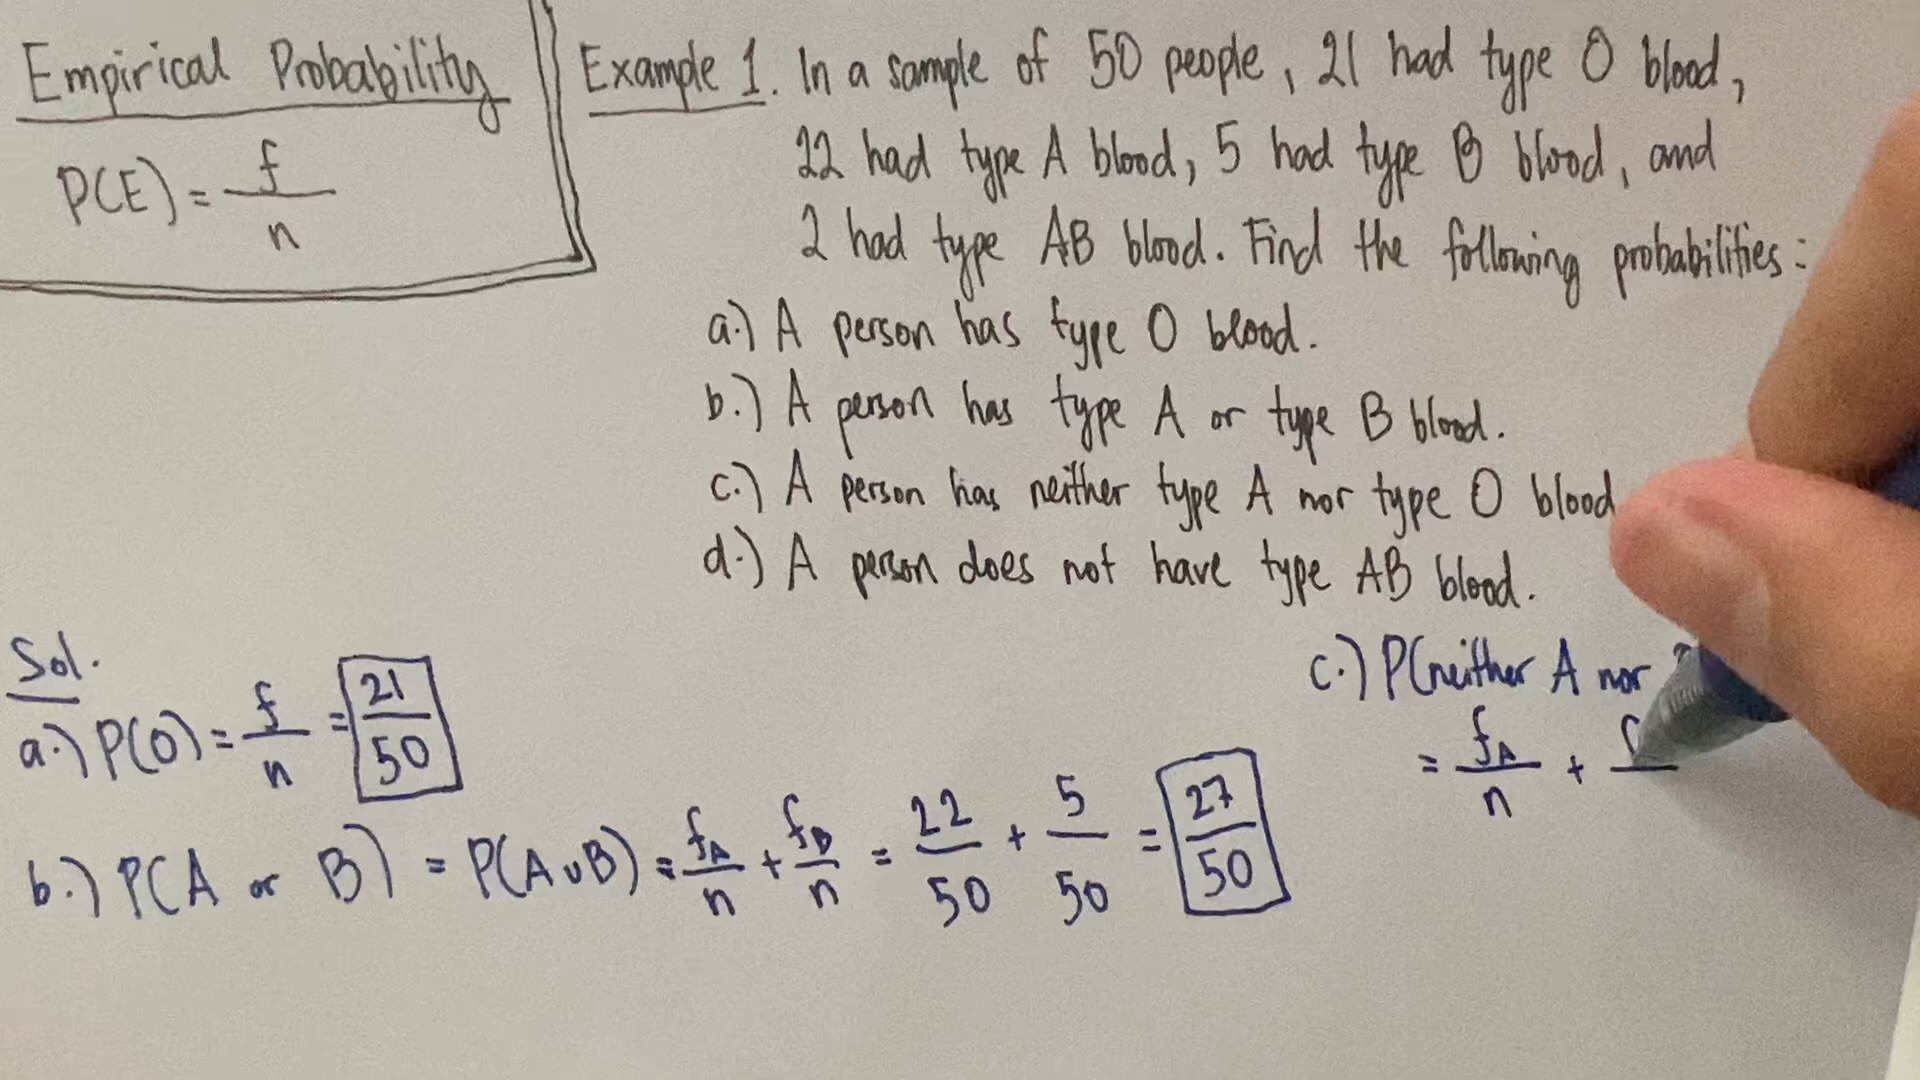 Empirical Probability
P(E) = f/n
Example 1. In a sample of 50 people, 21 had type O blood,
22 had type A blood, 5 had type B blood, and
2 had type AB blood. Find the following probabilities:
a.) A person has type O blood.
b.) A person has type A or type B blood.
c.) A person has neither type A nor type O blood
d.) A person does not have type AB blood.
Sol.
a.) P(O) = f/n = 21/50
b.) P(A or B) = P(A∪B) = f_A/n + f_B/n = 22/50 + 5/50 = 27/50
c.) P(neither A nor
= f_A/n +